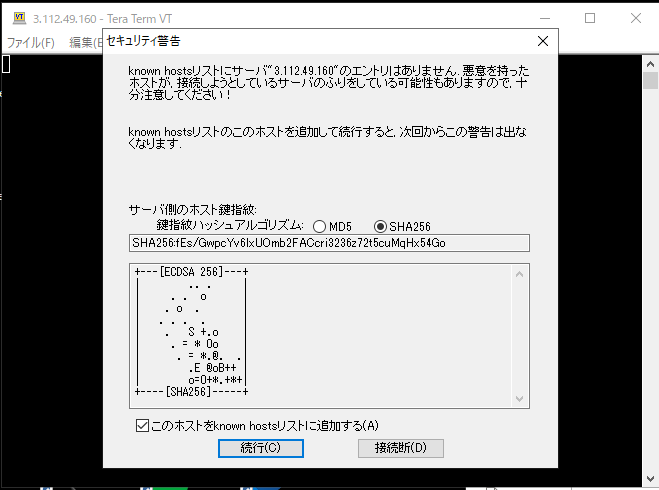 3.112.49.160 - Tera Term VT
ファイル(F) 編集(E
セキュリティ警告
known hostsリストにサーバ"3.112.49.160"のエントリはありません. 悪意を持った
ホストが, 接続しようとしているサーバのふりをしている可能性もありますので, 十
分注意してください!
known hostsリストのこのホストを追加して続行すると, 次回からこの警告は出な
くなります.
サーバ側のホスト鍵指紋:
鍵指紋ハッシュアルゴリズム: MD5 SHA256
SHA256:fEs/GwpcYv6IxUOmb2FACcri3236z72t5cuMqHx54Go
+---[ECDSA 256]---+
|        .. .     |
|     . .  o      |
|    . o  .       |
|   . . .  .      |
|    .   S +.o    |
|     . = * Oo    |
|      . = *.@.  .|
|        .E @oB++ |
|        o=O+*.+*+|
+----[SHA256]-----+
このホストをknown hostsリストに追加する(A)
続行(C) 接続断(D)